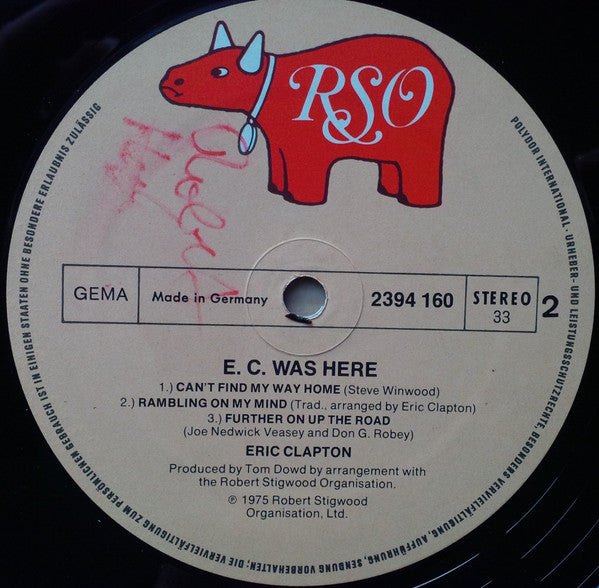 RSO
GEMA
Made in Germany
2394 160
STEREO
33
2
E. C. WAS HERE
1.) CAN'T FIND MY WAY HOME (Steve Winwood)
2.) RAMBLING ON MY MIND (Trad., arranged by Eric Clapton)
3.) FURTHER ON UP THE ROAD
(Joe Nedwick Veasey and Don G. Robey)
ERIC CLAPTON
Produced by Tom Dowd by arrangement with
the Robert Stigwood Organisation.
℗ 1975 Robert Stigwood
Organisation, Ltd.
POLYDOR INTERNATIONAL · URHEBER- UND LEISTUNGSSCHUTZRECHTE, BESONDERS VERVIELFÄLTIGUNG, AUFFÜHRUNG, SENDUNG VORBEHALTEN; DIE VERVIELFÄLTIGUNG ZUM PERSÖNLICHEN GEBRAUCH IST IN EINIGEN STAATEN OHNE BESONDERE ERLAUBNIS ZULÄSSIG